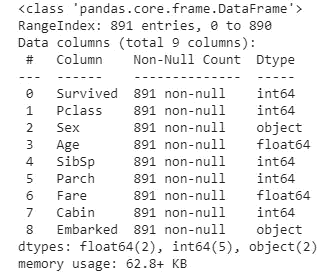 <class 'pandas.core.frame.DataFrame'>
RangeIndex: 891 entries, 0 to 890
Data columns (total 9 columns):
 #   Column    Non-Null Count  Dtype
---  ------    --------------  -----
 0   Survived  891 non-null    int64
 1   Pclass    891 non-null    int64
 2   Sex       891 non-null    object
 3   Age       891 non-null    float64
 4   SibSp     891 non-null    int64
 5   Parch     891 non-null    int64
 6   Fare      891 non-null    float64
 7   Cabin     891 non-null    int64
 8   Embarked  891 non-null    object
dtypes: float64(2), int64(5), object(2)
memory usage: 62.8+ KB